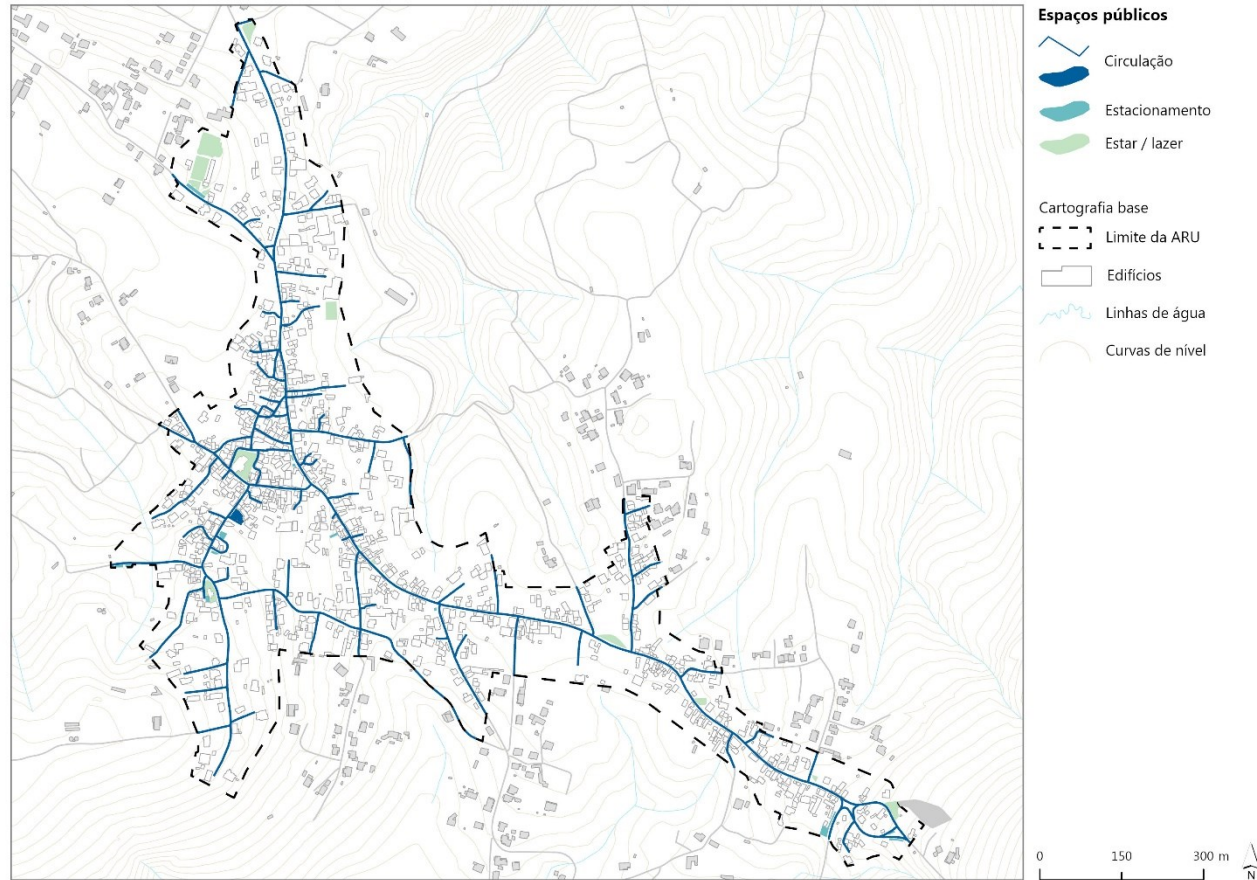 Espaços públicos
Circulação
Estacionamento
Estar / lazer
Cartografia base
Limite da ARU
Edifícios
Linhas de água
Curvas de nível
0 150 300 m
N